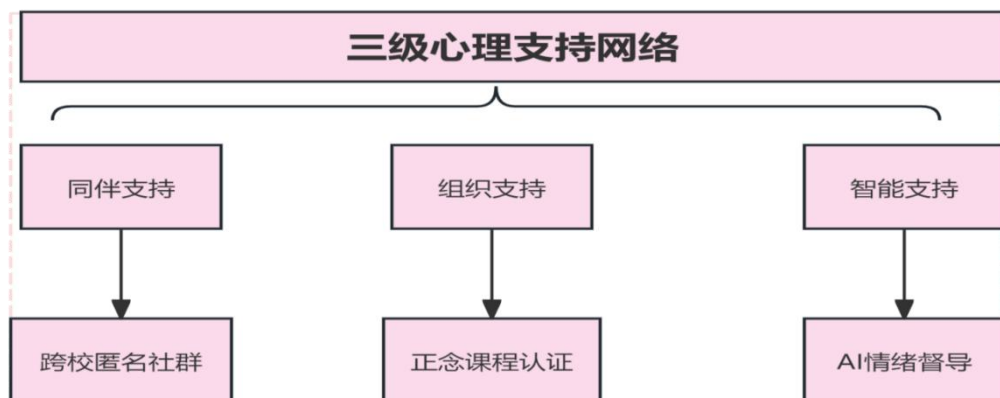 三级心理支持网络
同伴支持
组织支持
智能支持
跨校匿名社群
正念课程认证
AI情绪督导